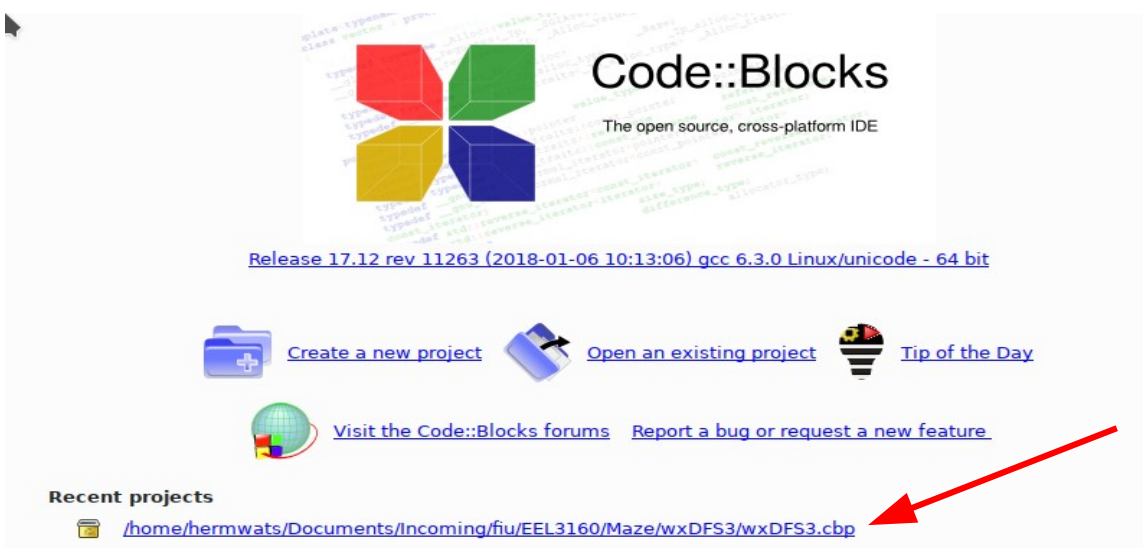 Code::Blocks
The open source, cross-platform IDE
Release 17.12 rev 11263 (2018-01-06 10:13:06) gcc 6.3.0 Linux/unicode - 64 bit
Create a new project Open an existing project Tip of the Day
Visit the Code::Blocks forums Report a bug or request a new feature
Recent projects
/home/hermwats/Documents/Incoming/fiu/EEL3160/Maze/wxDFS3/wxDFS3.cbp